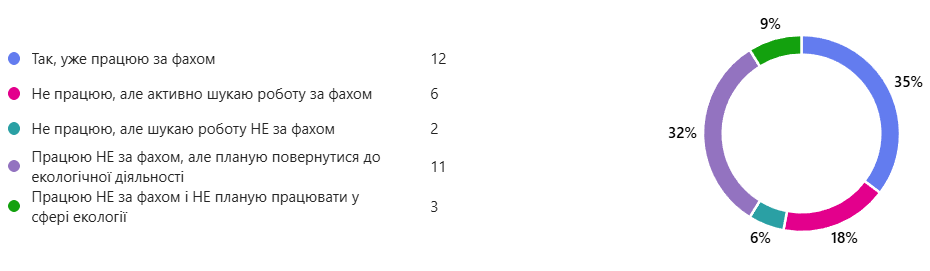 Так, уже працюю за фахом 12
Не працюю, але активно шукаю роботу за фахом 6
Не працюю, але шукаю роботу НЕ за фахом 2
Працюю НЕ за фахом, але планую повернутися до
екологічної діяльності 11
Працюю НЕ за фахом і НЕ планую працювати у
сфері екології 3
9%
35%
32%
6%
18%